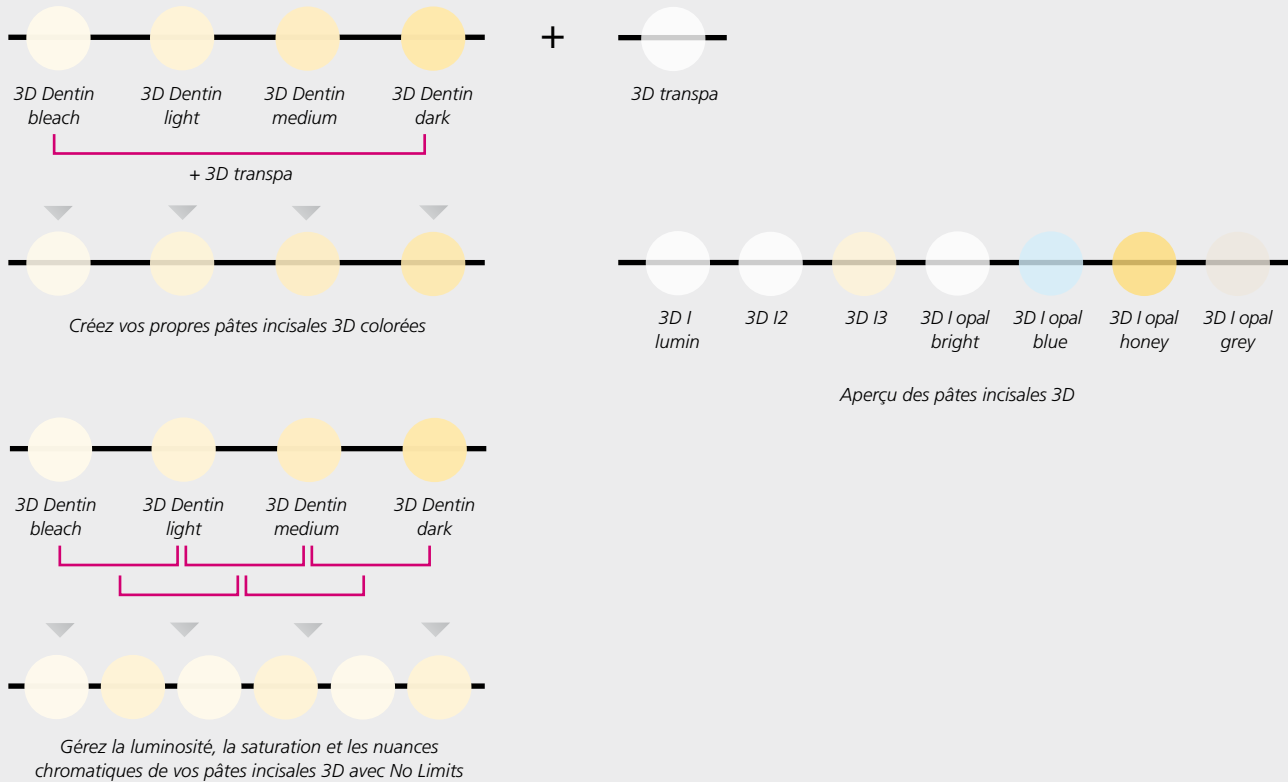 3D Dentin
bleach
3D Dentin
light
3D Dentin
medium
3D Dentin
dark
+
3D transpa
+ 3D transpa
Créez vos propres pâtes incisales 3D colorées
3D I
lumin
3D I2
3D I3
3D I opal
bright
3D I opal
blue
3D I opal
honey
3D I opal
grey
Aperçu des pâtes incisales 3D
3D Dentin
bleach
3D Dentin
light
3D Dentin
medium
3D Dentin
dark
Gérez la luminosité, la saturation et les nuances
chromatiques de vos pâtes incisales 3D avec No Limits